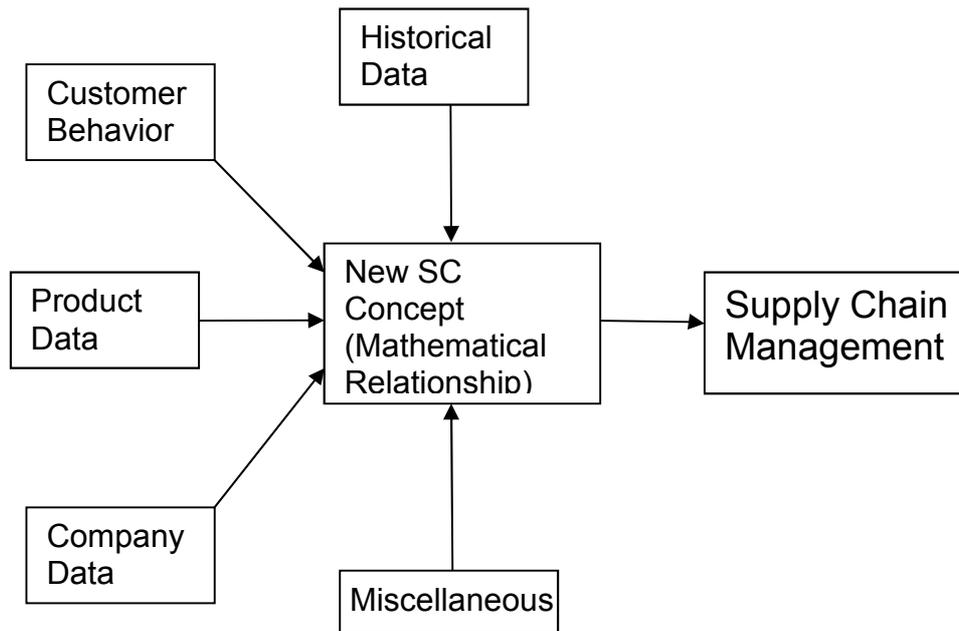 Historical
Data
Customer
Behavior
New SC
Concept
(Mathematical
Relationship)
Product
Data
Supply Chain
Management
Company
Data
Miscellaneous